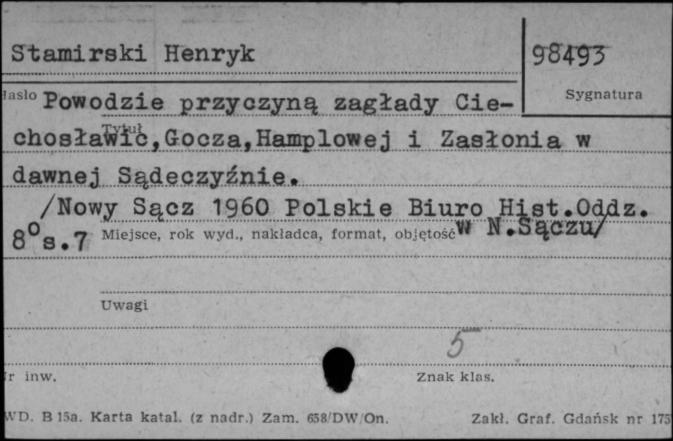 Stamirski Henryk
98493
Hasło
Sygnatura
Powodzie przyczyną zagłady Cie-
Tytuł
chosławic,Gocza,Hamplowej i Zasłonia w
dawnej Sądeczyźnie.
/Nowy Sącz 1960 Polskie Biuro Hist.Oddz.
w N.Sączu/
8° s.7
Miejsce, rok wyd., nakładca, format, objętość
Uwagi
5
Nr inw.
Znak klas.
WD. B 15a. Karta katal. (z nadr.) Zam. 658/DW/On.
Zakł. Graf. Gdańsk nr 175